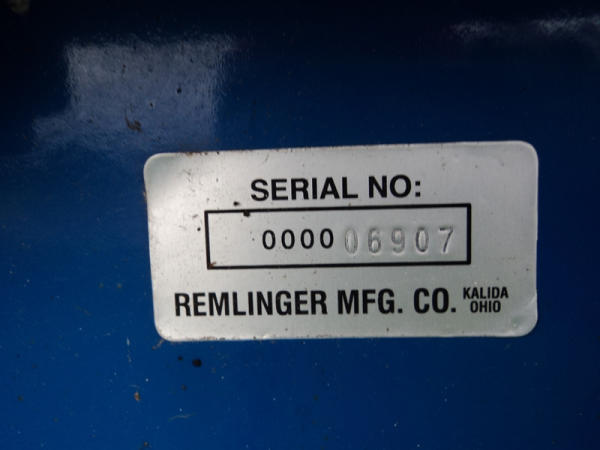 SERIAL NO:
000006907
REMLINGER MFG. CO. KALIDA OHIO